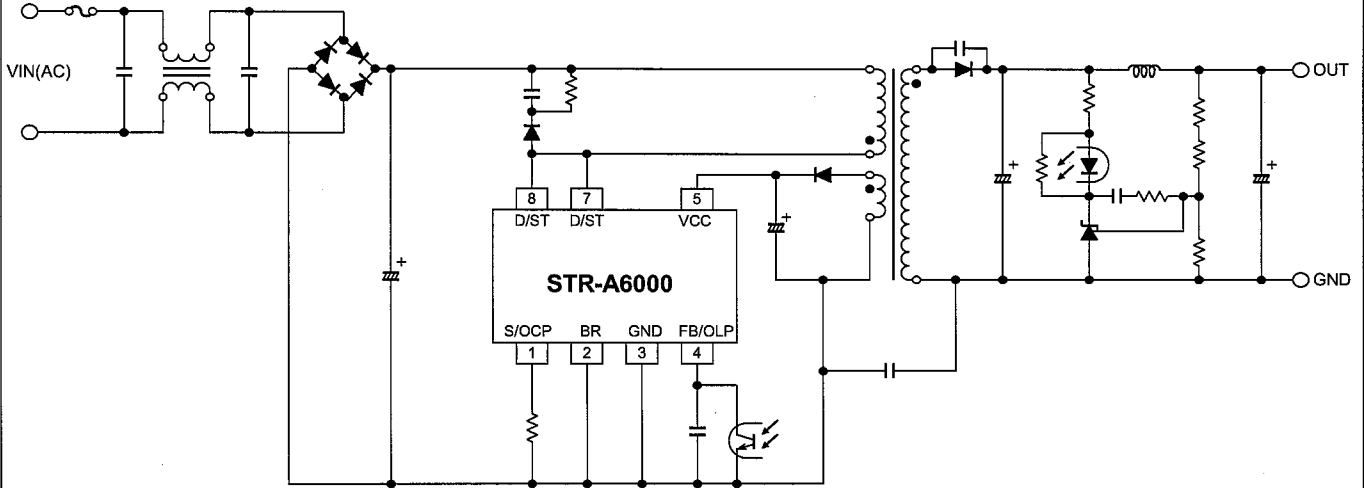 VIN(AC)
OUT
8 7 5
D/ST D/ST VCC
+
+
+
+
STR-A6000
GND
S/OCP BR GND FB/OLP
1 2 3 4